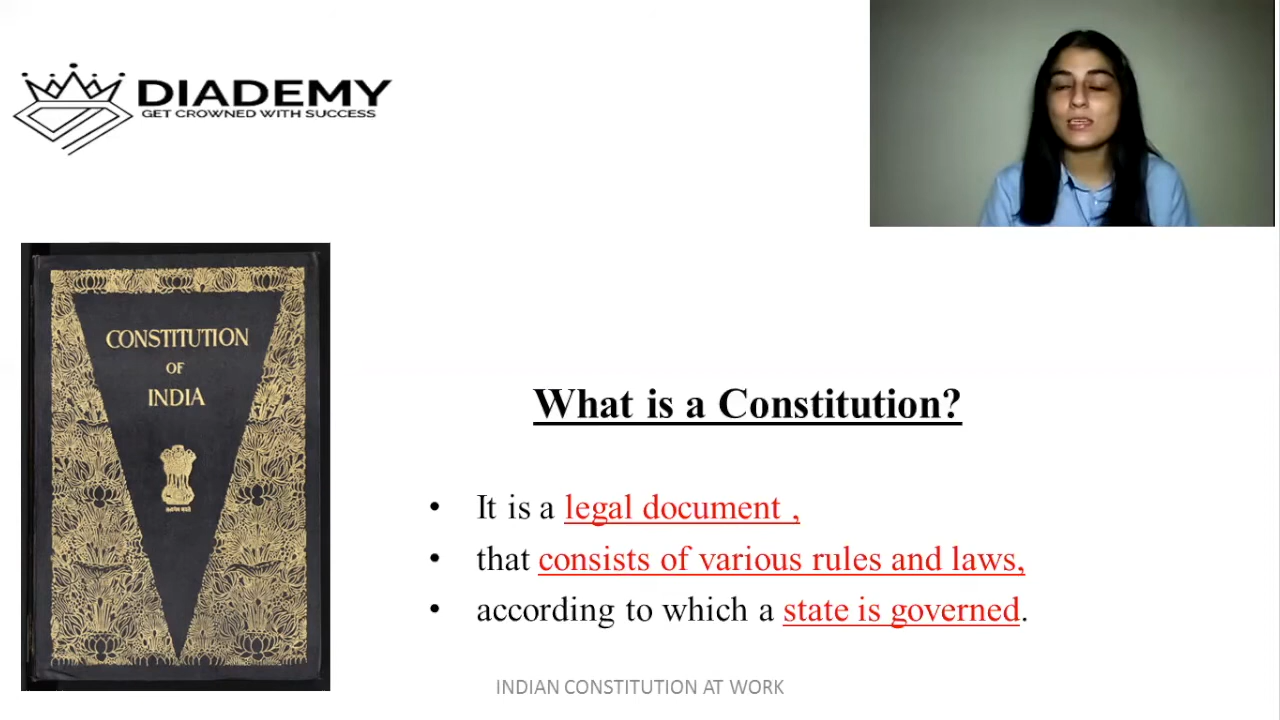 DIADEMY
GET CROWNED WITH SUCCESS
CONSTITUTION
OF
INDIA
What is a Constitution?
• It is a legal document ,
• that consists of various rules and laws,
• according to which a state is governed.
INDIAN CONSTITUTION AT WORK